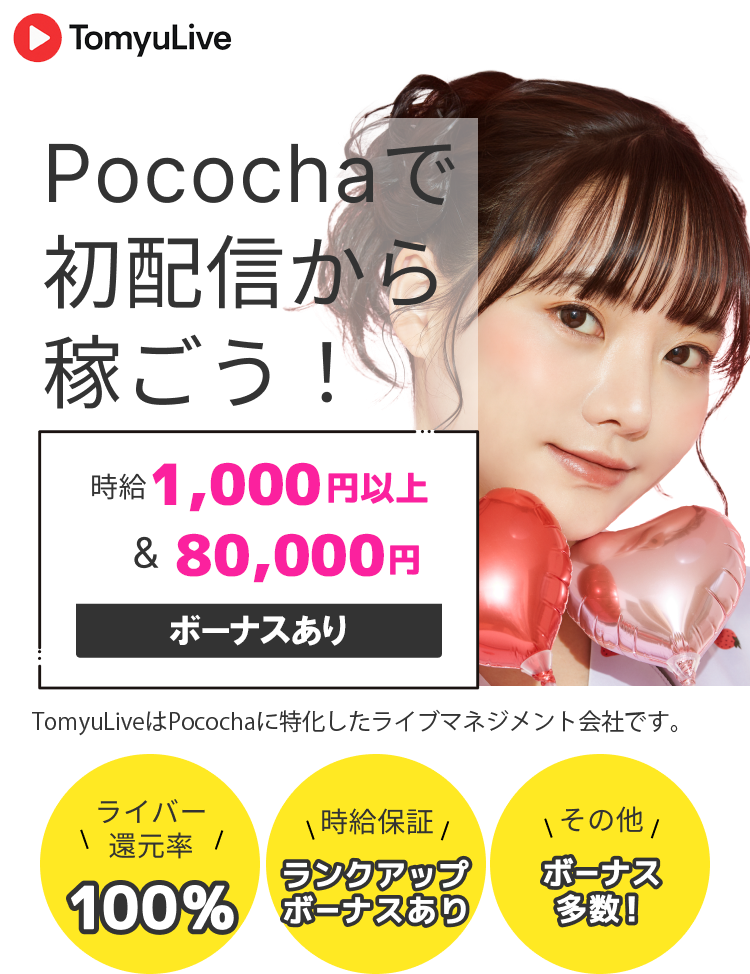 TomyuLive
Pocochaで
初配信から
稼ごう！
時給1,000円以上
& 80,000円
ボーナスあり
TomyuLiveはPocochaに特化したライブマネジメント会社です。
ライバー
還元率
100%
時給保証
ランクアップ
ボーナスあり
その他
ボーナス
多数！